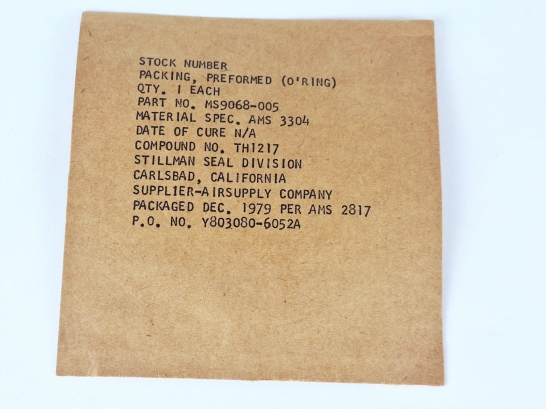 STOCK NUMBER
PACKING, PREFORMED (O'RING)
QTY. 1 EACH
PART NO. MS9068-005
MATERIAL SPEC. AMS 3304
DATE OF CURE N/A
COMPOUND NO. TH1217
STILLMAN SEAL DIVISION
CARLSBAD, CALIFORNIA
SUPPLIER-AIRSUPPLY COMPANY
PACKAGED DEC. 1979 PER AMS 2817
P.O. NO. Y803080-6052A